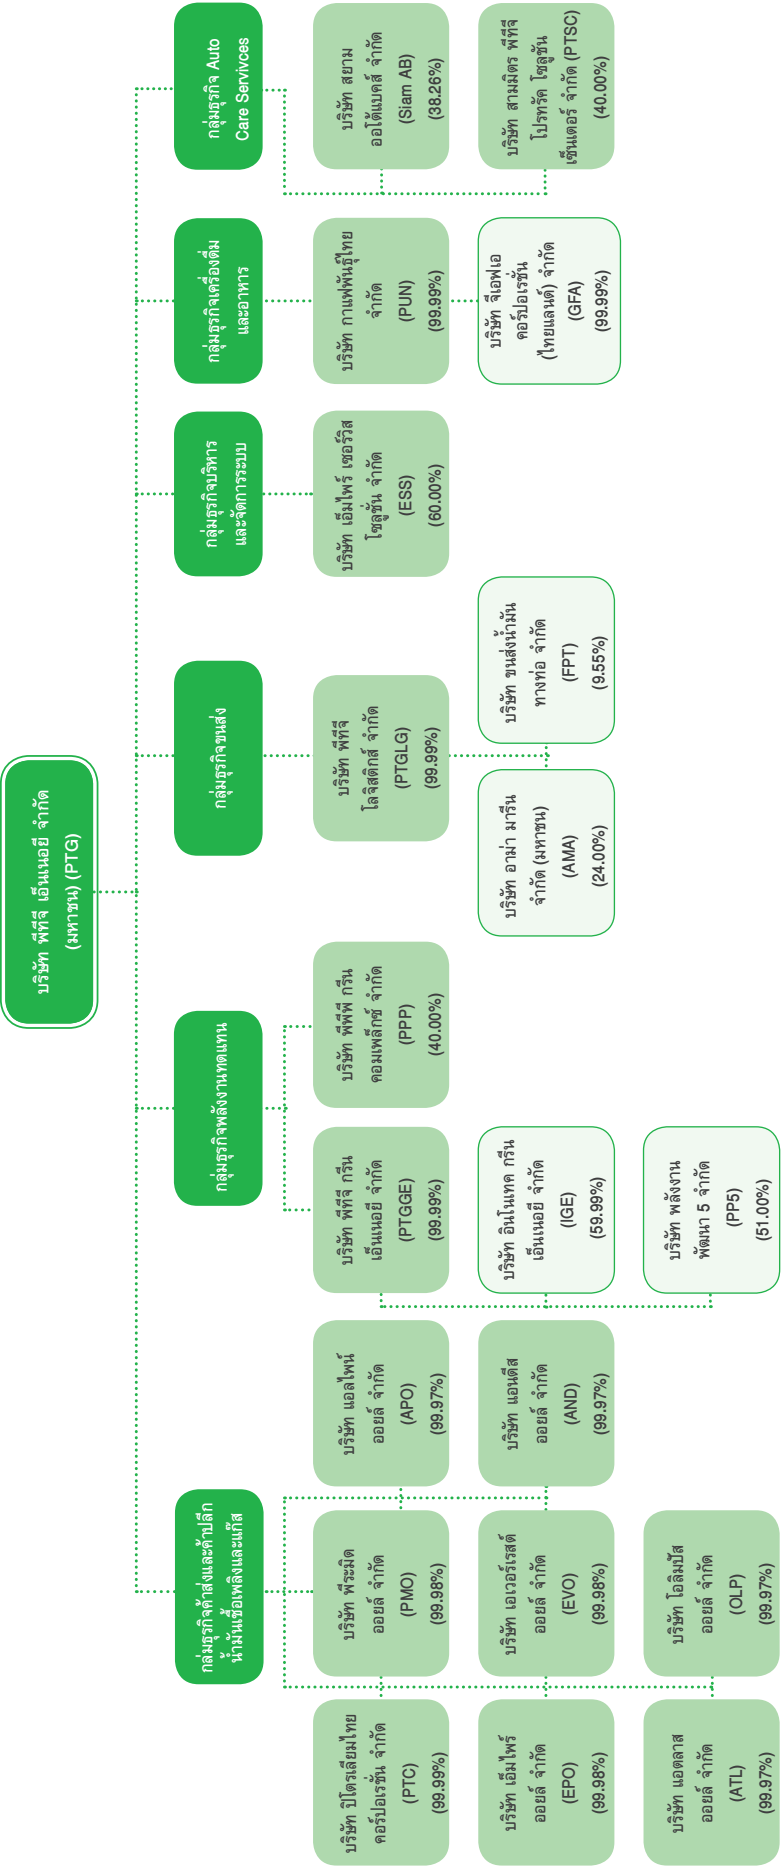 บริษัท พีทีจี เอ็นเนอยี จำกัด
(มหาชน) (PTG)
กลุ่มธุรกิจค้าส่งและค้าปลีก
น้ำมันเชื้อเพลิงและแก๊ส
บริษัท ปิโตรเลียมไทย
คอร์ปอเรชั่น จำกัด
(PTC)
(99.99%)
บริษัท พีระมิด
ออยล์ จำกัด
(PMO)
(99.98%)
บริษัท แอลไพน์
ออยล์ จำกัด
(APO)
(99.97%)
บริษัท เอ็มไพร์
ออยล์ จำกัด
(EPO)
(99.98%)
บริษัท เอเวอร์เรสต์
ออยล์ จำกัด
(EVO)
(99.98%)
บริษัท แอนดีส
ออยล์ จำกัด
(AND)
(99.97%)
บริษัท แอตลาส
ออยล์ จำกัด
(ATL)
(99.97%)
บริษัท โอลิมปัส
ออยล์ จำกัด
(OLP)
(99.97%)
กลุ่มธุรกิจพลังงานทดแทน
บริษัท พีทีจี กรีน
เอ็นเนอยี จำกัด
(PTGGE)
(99.99%)
บริษัท พีพีพี กรีน
คอมเพล็กซ์ จำกัด
(PPP)
(40.00%)
บริษัท อินโนเทค กรีน
เอ็นเนอยี จำกัด
(IGE)
(59.99%)
บริษัท พลังงาน
พัฒนา 5 จำกัด
(PP5)
(51.00%)
กลุ่มธุรกิจขนส่ง
บริษัท พีทีจี
โลจิสติกส์ จำกัด
(PTGLG)
(99.99%)
บริษัท อาม่า มารีน
จำกัด (มหาชน)
(AMA)
(24.00%)
บริษัท ขนส่งน้ำมัน
ทางท่อ จำกัด
(FPT)
(9.55%)
กลุ่มธุรกิจบริหาร
และจัดการระบบ
บริษัท เอ็มไพร์ เซอร์วิส
โซลูชั่น จำกัด
(ESS)
(60.00%)
กลุ่มธุรกิจเครื่องดื่ม
และอาหาร
บริษัท กาแฟพันธุ์ไทย
จำกัด
(PUN)
(99.99%)
บริษัท จีเอฟเอ
คอร์ปอเรชั่น
(ไทยแลนด์) จำกัด
(GFA)
(99.99%)
กลุ่มธุรกิจ Auto
Care Servivces
บริษัท สยาม
ออโต้แบคส์ จำกัด
(Siam AB)
(38.26%)
บริษัท สามมิตร พีทีจี
โปรทรัค โซลูชั่น
เซ็นเตอร์ จำกัด (PTSC)
(40.00%)